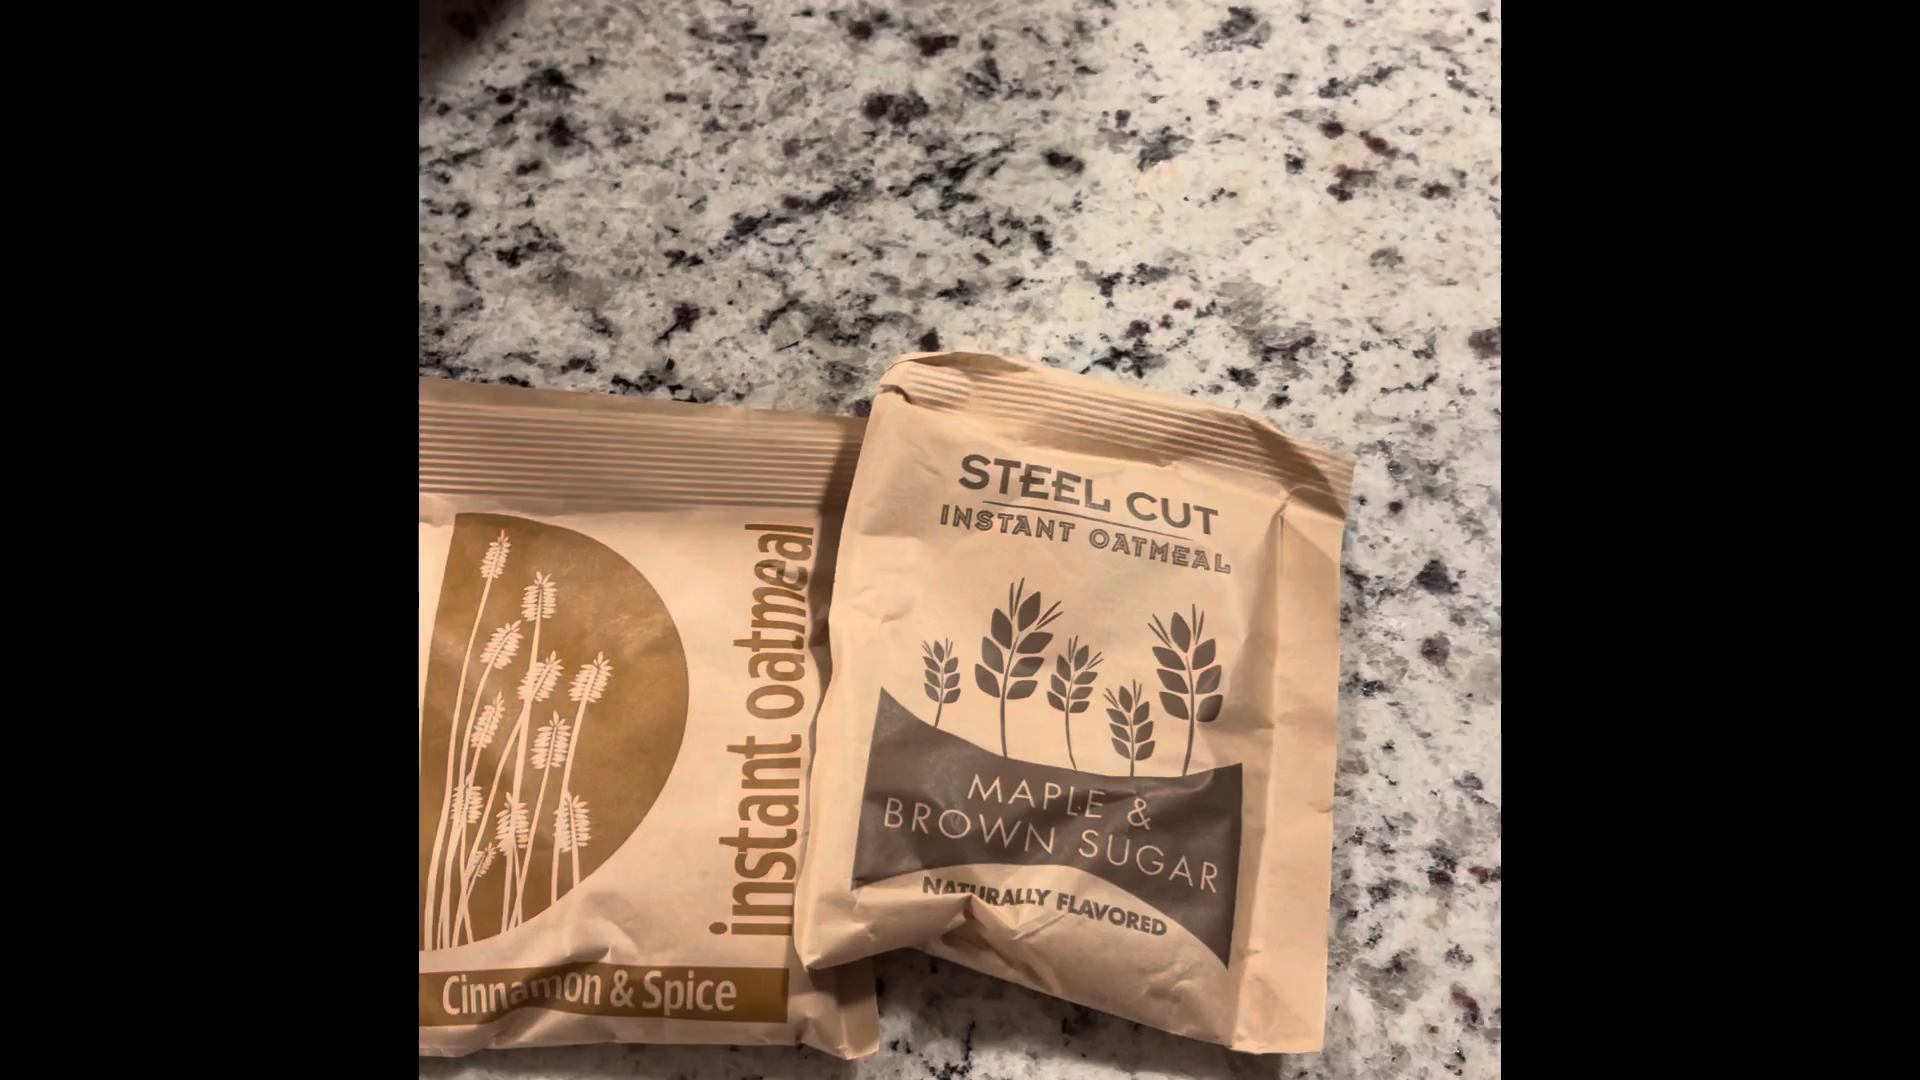 instant oatmeal
Cinnamon & Spice
STEEL CUT
INSTANT OATMEAL
MAPLE &
BROWN SUGAR
NATURALLY FLAVORED